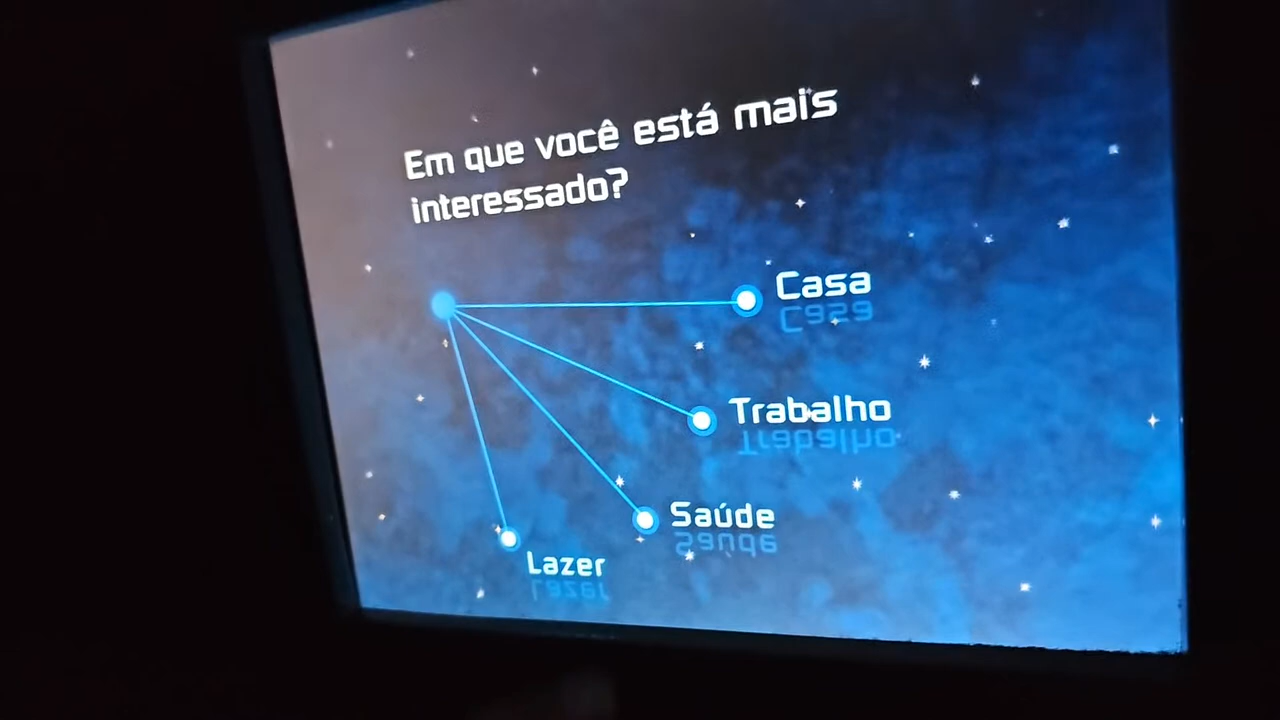 Em que você está mais
interessado?
Casa
Trabalho
Saúde
Lazer